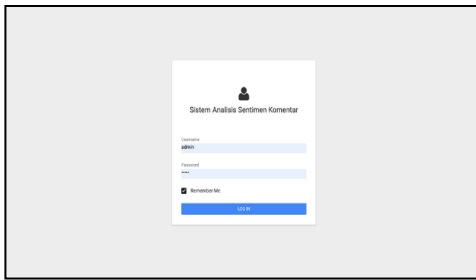 Sistem Analisis Sentimen Komentar
Username
admin
Password
•••••
Remember Me
LOG IN